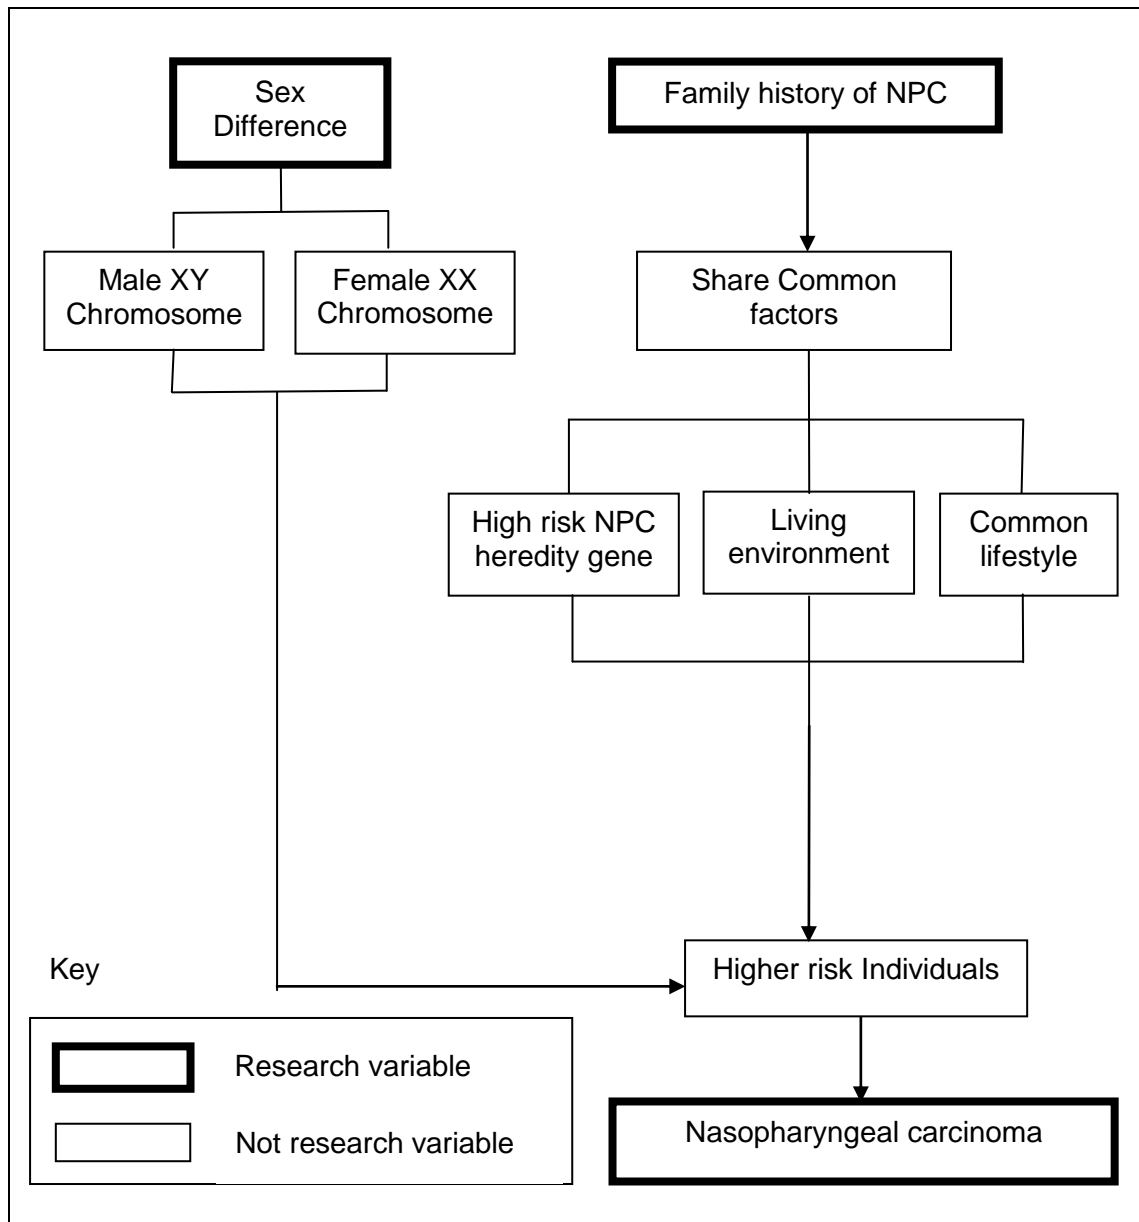 Sex
Difference
Family history of NPC
Male XY
Chromosome
Female XX
Chromosome
Share Common
factors
High risk NPC
heredity gene
Living
environment
Common
lifestyle
Higher risk Individuals
Nasopharyngeal carcinoma
Key
Research variable
Not research variable